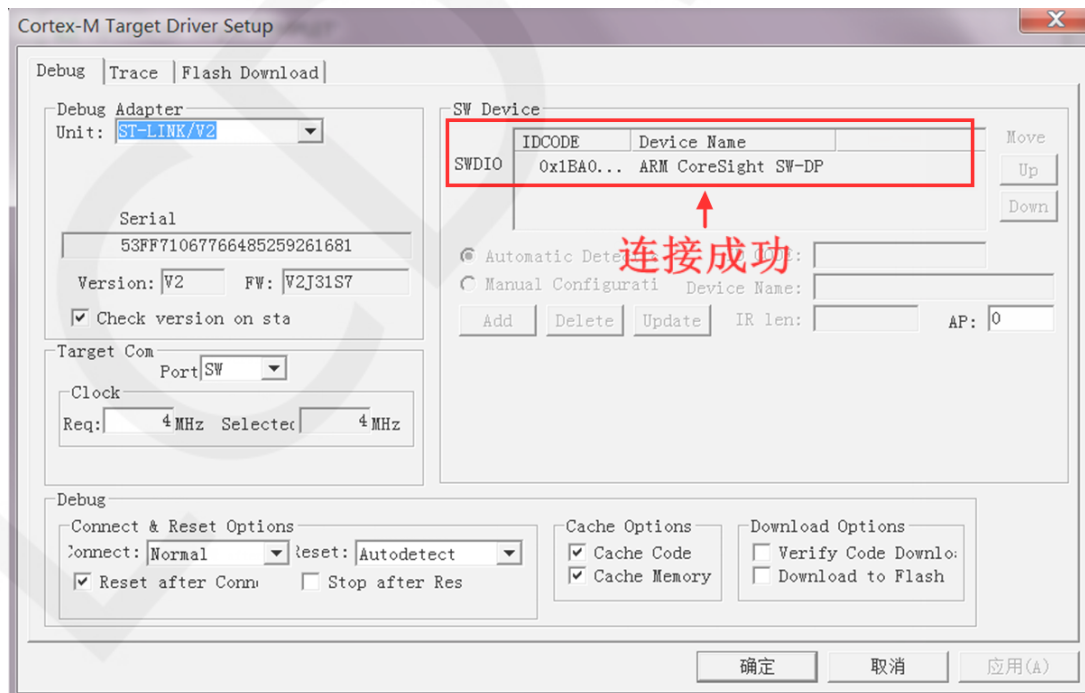 Cortex-M Target Driver Setup
Debug Trace Flash Download
Debug Adapter
Unit: ST-LINK/V2
Serial
53FF71067766485259261681
Version: V2 FW: V2J31S7
Check version on sta
Target Com
Port SW
Clock
Req: 4 MHz Selected 4 MHz
SW Device
IDCODE Device Name Move
SWDIO 0x1BA0... ARM CoreSight SW-DP Up
Down
连接成功
Automatic Detec
Manual Configurati Device Name:
Add Delete Update IR len: AP: 0
Debug
Connect & Reset Options
Connect: Normal Reset: Autodetect
Reset after Conn Stop after Res
Cache Options
Cache Code
Cache Memory
Download Options
Verify Code Downlo
Download to Flash
确定 取消 应用(A)